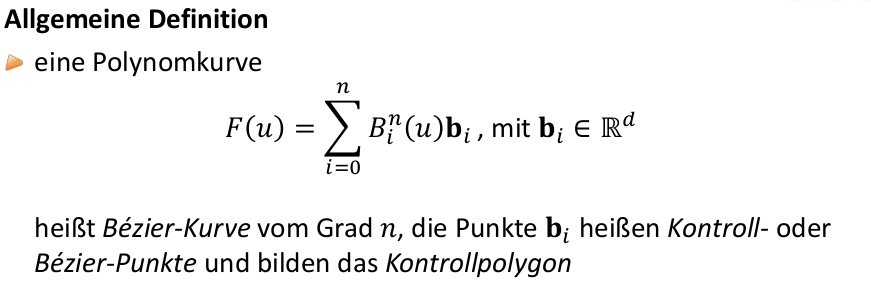 Allgemeine Definition
eine Polynomkurve
F(u) = ∑_{i=0}^{n} B_i^n(u)𝐛_i , mit 𝐛_i ∈ ℝ^d
heißt Bézier-Kurve vom Grad n, die Punkte 𝐛_i heißen Kontroll- oder
Bézier-Punkte und bilden das Kontrollpolygon